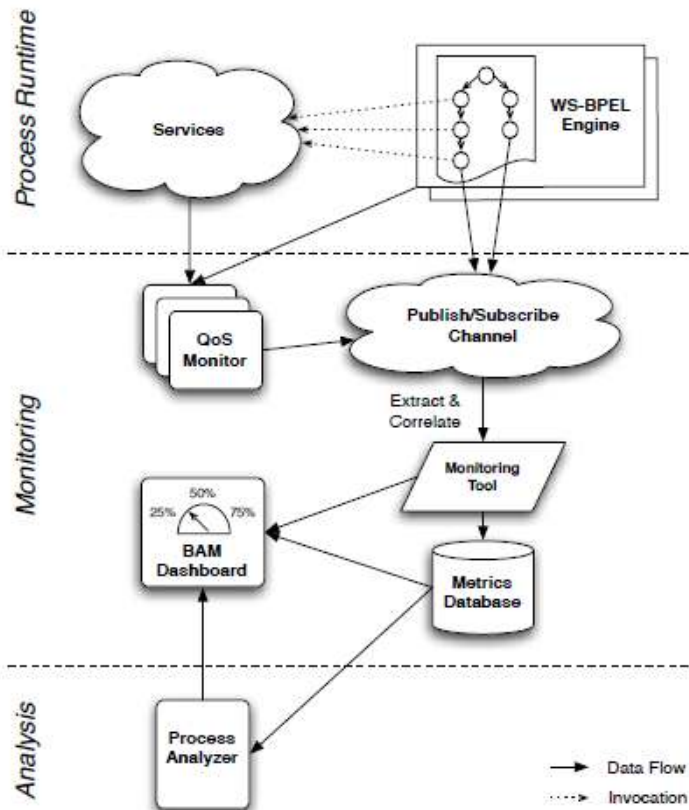 Process Runtime
Services
WS-BPEL
Engine
Monitoring
QoS
Monitor
Publish/Subscribe
Channel
Extract &
Correlate
Monitoring
Tool
25%
50%
75%
BAM
Dashboard
Metrics
Database
Analysis
Process
Analyzer
Data Flow
Invocation